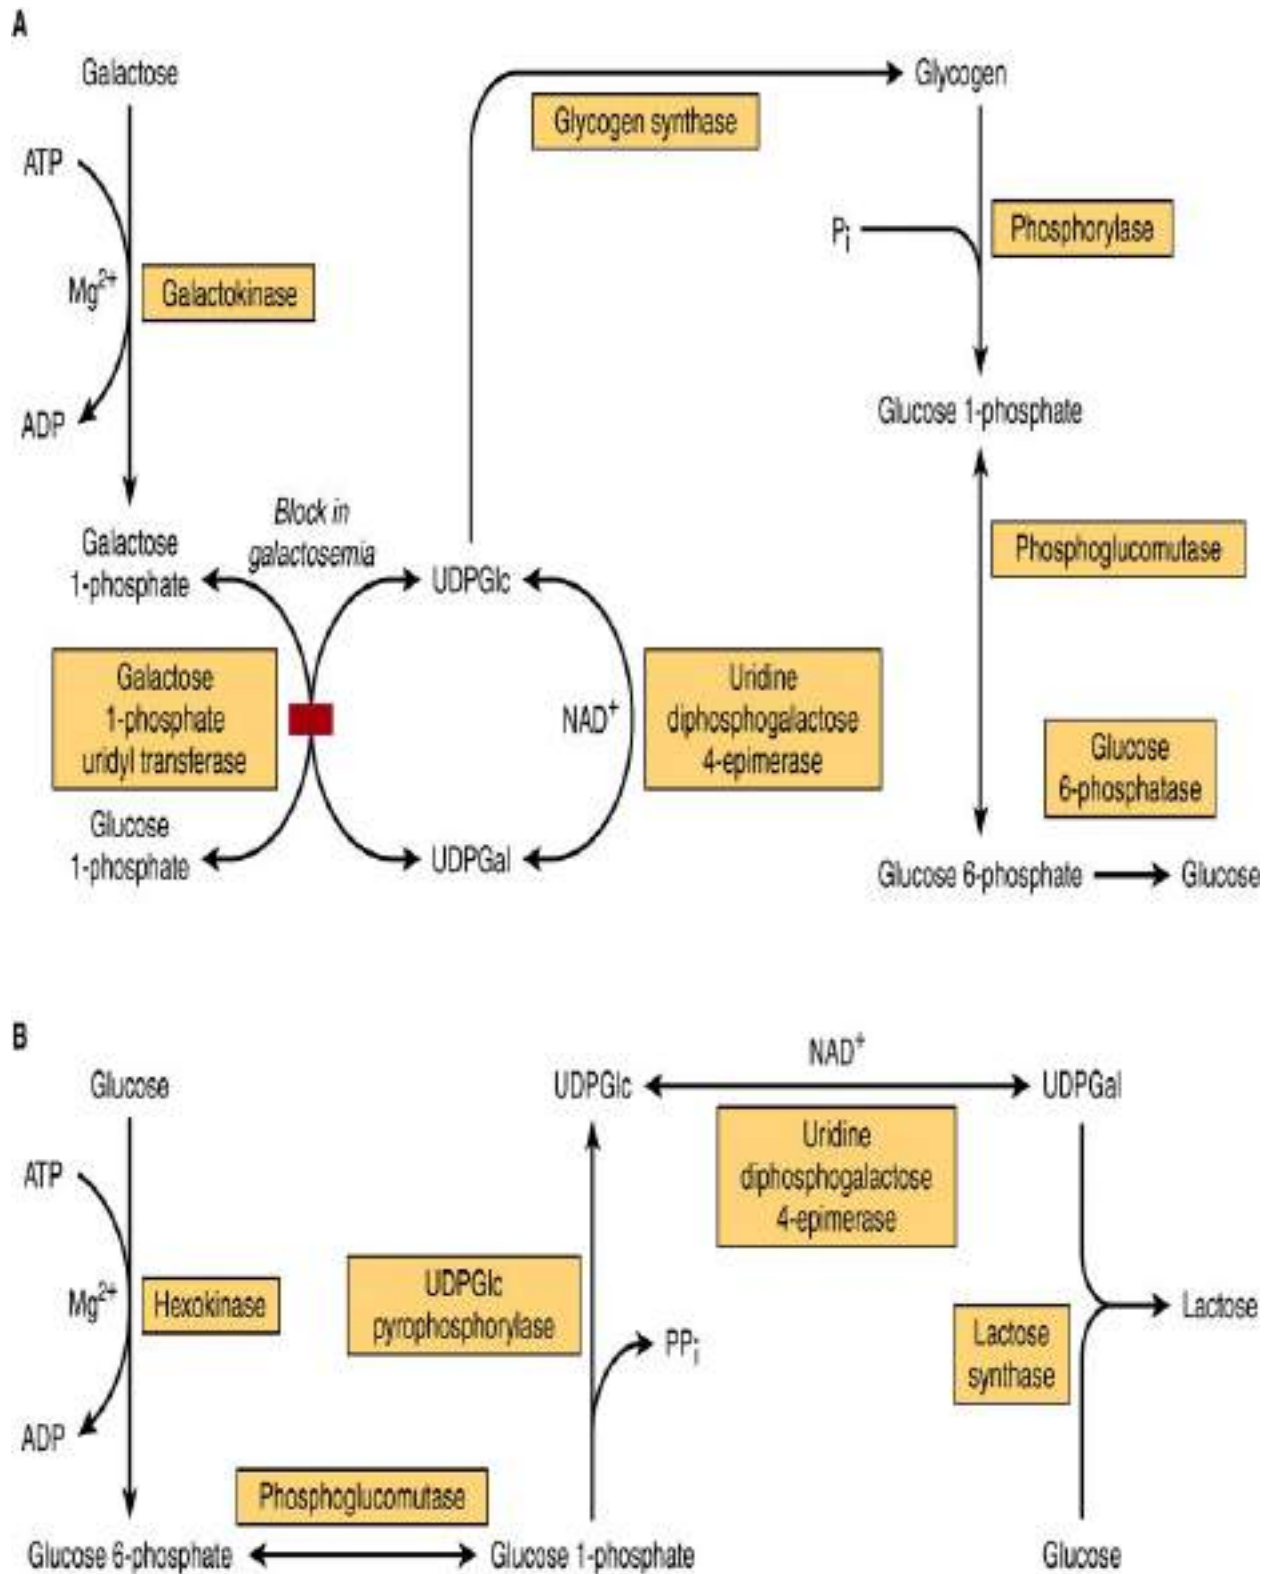 A
Galactose
Glycogen
Glycogen synthase
ATP
Pi
Phosphorylase
Mg2+
Galactokinase
ADP
Glucose 1-phosphate
Block in
galactosemia
Galactose
1-phosphate
UDPGlc
Phosphoglucomutase
Galactose
1-phosphate
uridyl transferase
NAD+
Uridine
diphosphogalactose
4-epimerase
Glucose
6-phosphatase
Glucose
1-phosphate
UDPGal
Glucose 6-phosphate
Glucose
B
NAD+
Glucose
UDPGlc
UDPGal
Uridine
diphosphogalactose
4-epimerase
ATP
Mg2+
Hexokinase
UDPGlc
pyrophosphorylase
PPi
Lactose
synthase
Lactose
ADP
Phosphoglucomutase
Glucose 6-phosphate
Glucose 1-phosphate
Glucose